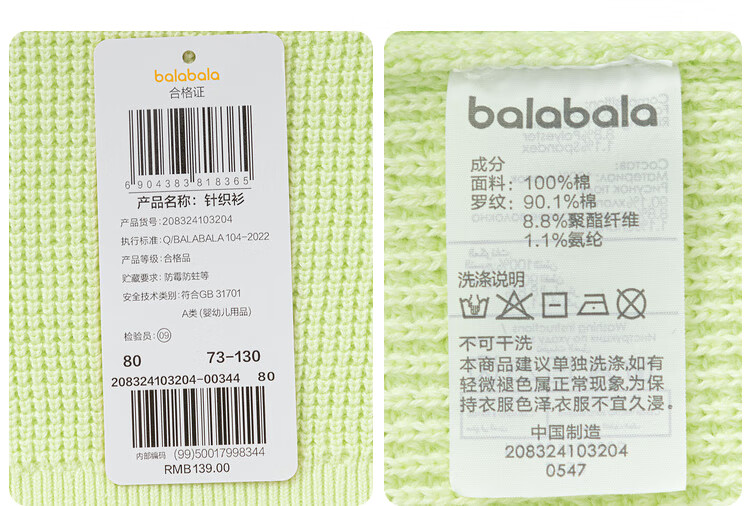 balabala
合格证
6 904383 818365
产品名称：针织衫
产品货号：208324103204
执行标准：Q/BALABALA 104-2022
产品等级：合格品
贮藏要求：防霉防蛀等
安全技术类别：符合GB 31701
A类（婴幼儿用品）
检验员：09
80 73-130
208324103204-00344 80
内部编码 (99)50017998344
RMB139.00
balabala
成分
面料：100%棉
罗纹：90.1%棉
8.8%聚酯纤维
1.1%氨纶
洗涤说明
不可干洗
本商品建议单独洗涤,如有
轻微褪色属正常现象,为保
持衣服色泽,衣服不宜久浸。
中国制造
208324103204
0547